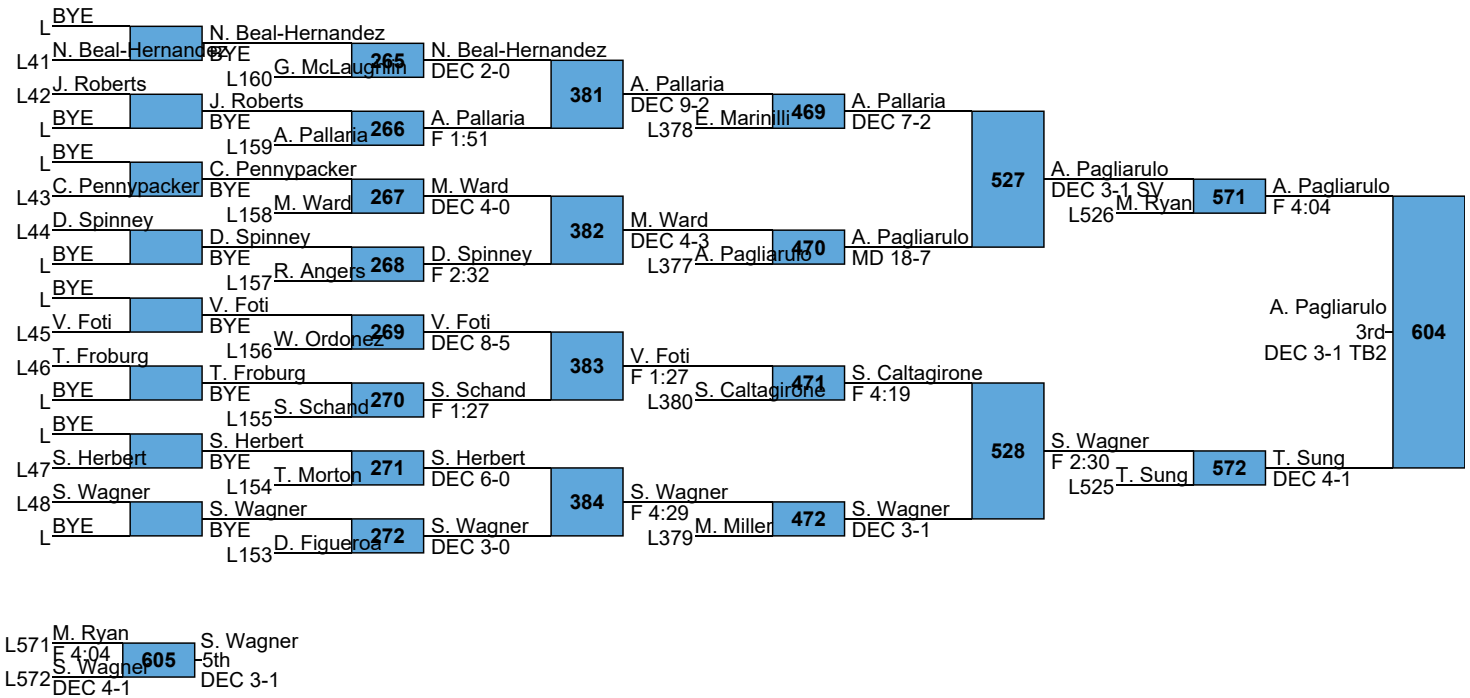 BYE
L
N. Beal-Hernandez
L41
N. Beal-Hernandez
BYE
G. McLaughlin
L160
265
N. Beal-Hernandez
DEC 2-0
J. Roberts
L42
BYE
L
J. Roberts
BYE
A. Pallaria
L159
266
A. Pallaria
F 1:51
381
A. Pallaria
DEC 9-2
E. Marinilli
L378
469
A. Pallaria
DEC 7-2
BYE
L
C. Pennypacker
L43
C. Pennypacker
BYE
M. Ward
L158
267
M. Ward
DEC 4-0
D. Spinney
L44
BYE
L
D. Spinney
BYE
R. Angers
L157
268
D. Spinney
F 2:32
382
M. Ward
DEC 4-3
A. Pagliarulo
L377
470
A. Pagliarulo
MD 18-7
527
A. Pagliarulo
DEC 3-1 SV
M. Ryan
L526
571
A. Pagliarulo
F 4:04
BYE
L
V. Foti
L45
V. Foti
BYE
W. Ordonez
L156
269
V. Foti
DEC 8-5
T. Froburg
L46
BYE
L
T. Froburg
BYE
S. Schand
L155
270
S. Schand
F 1:27
383
V. Foti
F 1:27
S. Caltagirone
L380
471
S. Caltagirone
F 4:19
BYE
L
S. Herbert
L47
S. Herbert
BYE
T. Morton
L154
271
S. Herbert
DEC 6-0
S. Wagner
L48
BYE
L
S. Wagner
BYE
D. Figueroa
L153
272
S. Wagner
DEC 3-0
384
S. Wagner
F 4:29
M. Miller
L379
472
S. Wagner
DEC 3-1
528
S. Wagner
F 2:30
T. Sung
L525
572
T. Sung
DEC 4-1
A. Pagliarulo
3rd
DEC 3-1 TB2
604
M. Ryan
L571
F 4:04
S. Wagner
L572
DEC 4-1
605
S. Wagner
5th
DEC 3-1